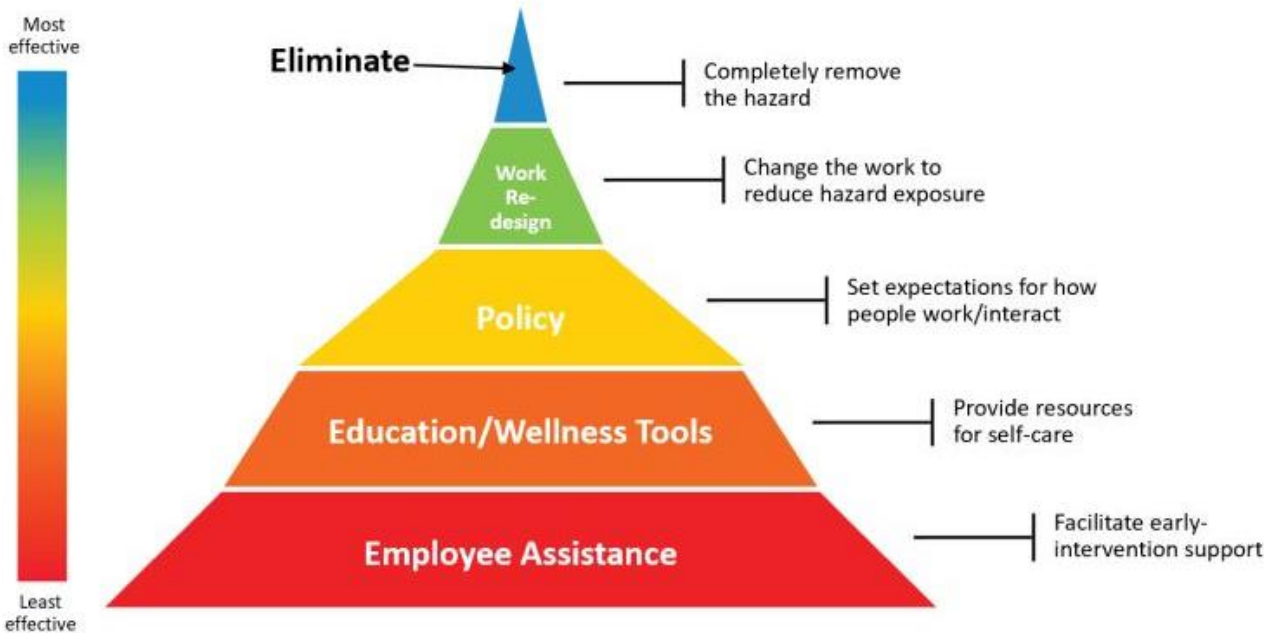 Most
effective
Eliminate
Completely remove
the hazard
Work
Re-
design
Change the work to
reduce hazard exposure
Policy
Set expectations for how
people work/interact
Education/Wellness Tools
Provide resources
for self-care
Employee Assistance
Facilitate early-
intervention support
Least
effective